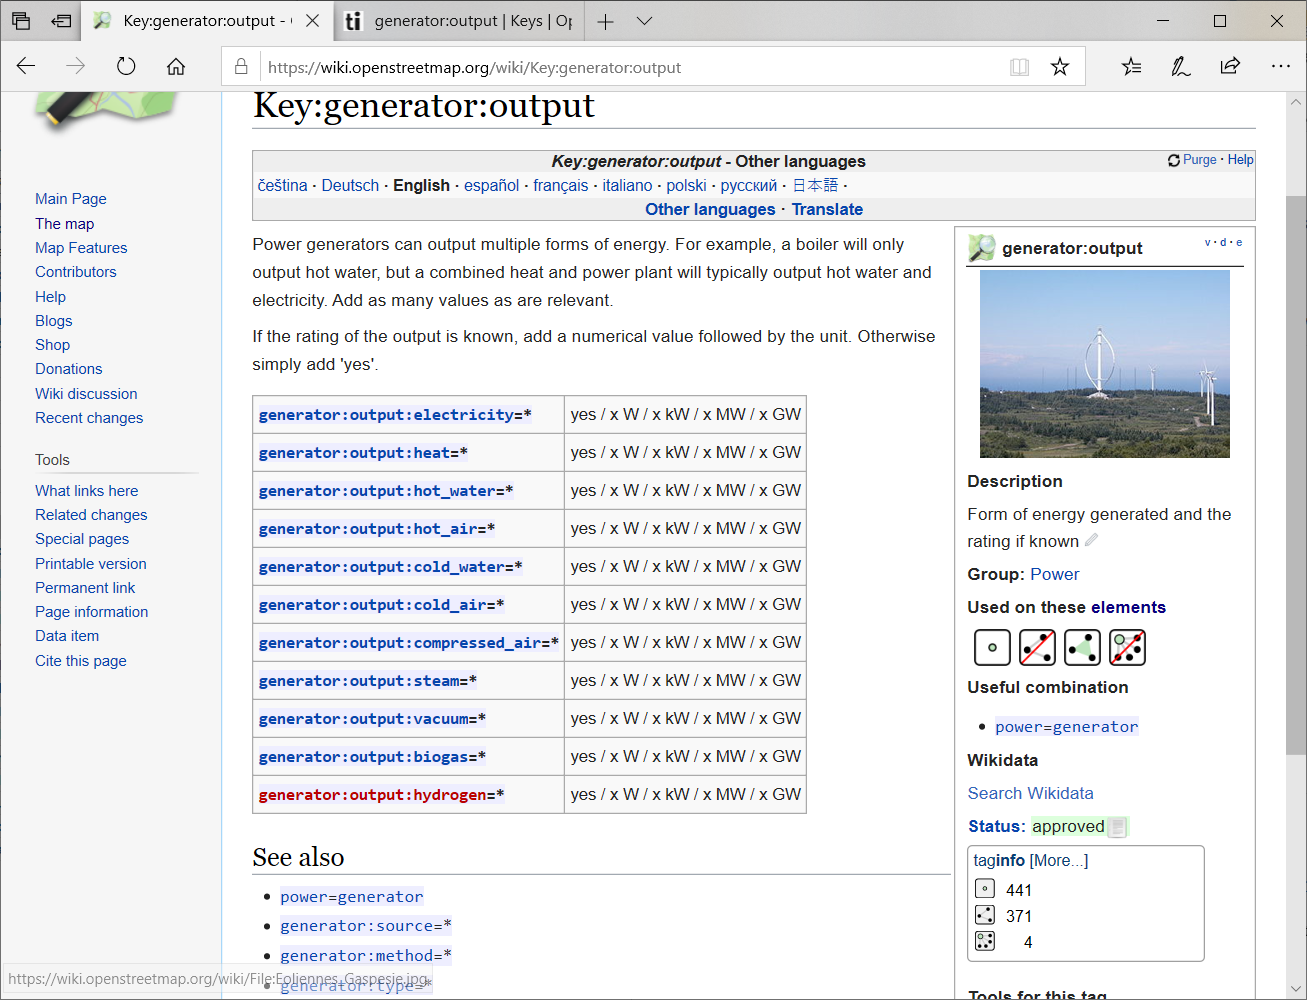 Key:generator:output - (
generator:output | Keys | Op
https://wiki.openstreetmap.org/wiki/Key:generator:output
Key:generator:output
Key:generator:output - Other languages
Purge · Help
čeština · Deutsch · English · español · français · italiano · polski · русский · 日本語 ·
Other languages · Translate
Main Page
The map
Map Features
Contributors
Help
Blogs
Shop
Donations
Wiki discussion
Recent changes
Tools
What links here
Related changes
Special pages
Printable version
Permanent link
Page information
Data item
Cite this page
Power generators can output multiple forms of energy. For example, a boiler will only
output hot water, but a combined heat and power plant will typically output hot water and
electricity. Add as many values as are relevant.
If the rating of the output is known, add a numerical value followed by the unit. Otherwise
simply add 'yes'.
generator:output:electricity=* yes / x W / x kW / x MW / x GW
generator:output:heat=* yes / x W / x kW / x MW / x GW
generator:output:hot_water=* yes / x W / x kW / x MW / x GW
generator:output:hot_air=* yes / x W / x kW / x MW / x GW
generator:output:cold_water=* yes / x W / x kW / x MW / x GW
generator:output:cold_air=* yes / x W / x kW / x MW / x GW
generator:output:compressed_air=* yes / x W / x kW / x MW / x GW
generator:output:steam=* yes / x W / x kW / x MW / x GW
generator:output:vacuum=* yes / x W / x kW / x MW / x GW
generator:output:biogas=* yes / x W / x kW / x MW / x GW
generator:output:hydrogen=* yes / x W / x kW / x MW / x GW
See also
• power=generator
• generator:source=*
• generator:method=*
• generator:type=*
generator:output
v · d · e
Description
Form of energy generated and the
rating if known
Group: Power
Used on these elements
Useful combination
• power=generator
Wikidata
Search Wikidata
Status: approved
taginfo [More...]
441
371
4
Tools for this tag
https://wiki.openstreetmap.org/wiki/File:Eoliennes_Gaspesie.jpg